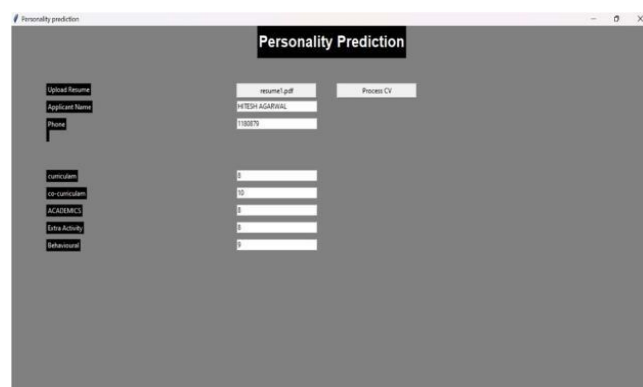 Personality prediction
Personality Prediction
Upload Resume resume1.pdf Process CV
Applicant Name HITESH AGARWAL
Phone 1180879
curriculam 8
co-curriculam 10
ACADEMICS 8
Extra Activity 8
Behavioural 9